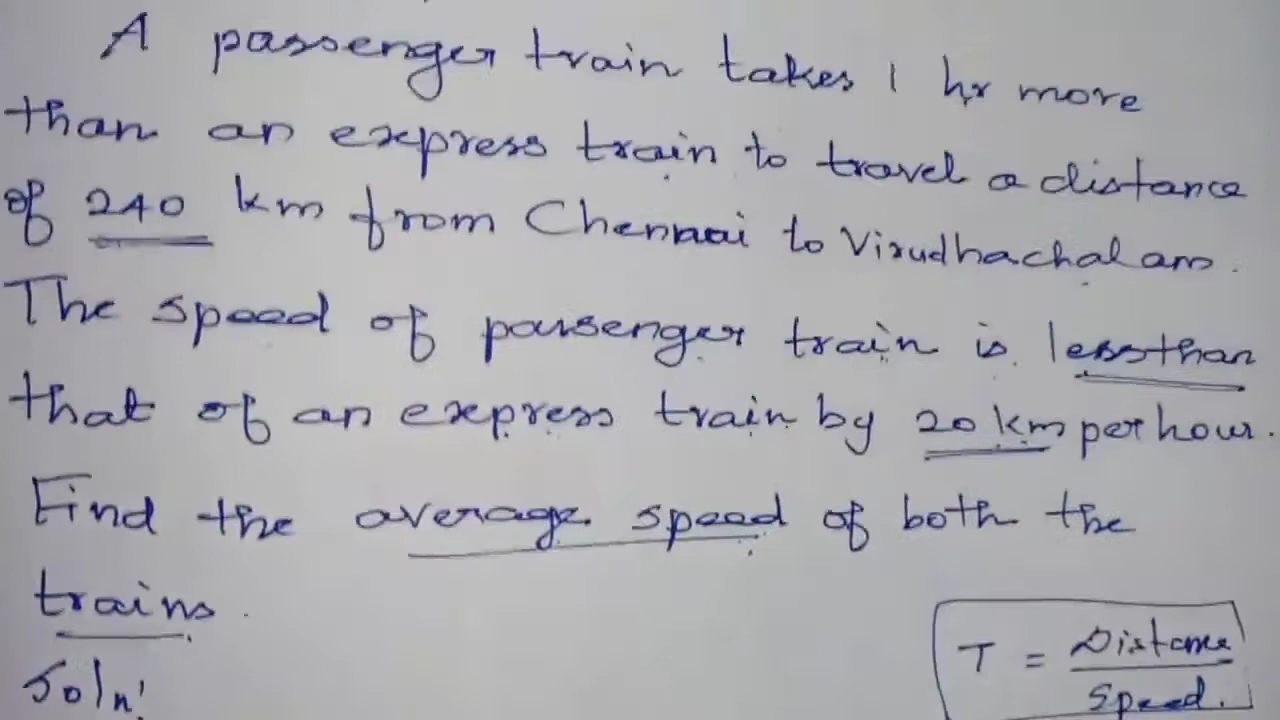 A passenger train takes 1 hr more
than an express train to travel a distance
of 240 km from Chennai to Virudhachalam.
The speed of passenger train is lessthan
that of an express train by 20 km per hour.
Find the average speed of both the
trains.
Soln:
T = Distance
Speed.